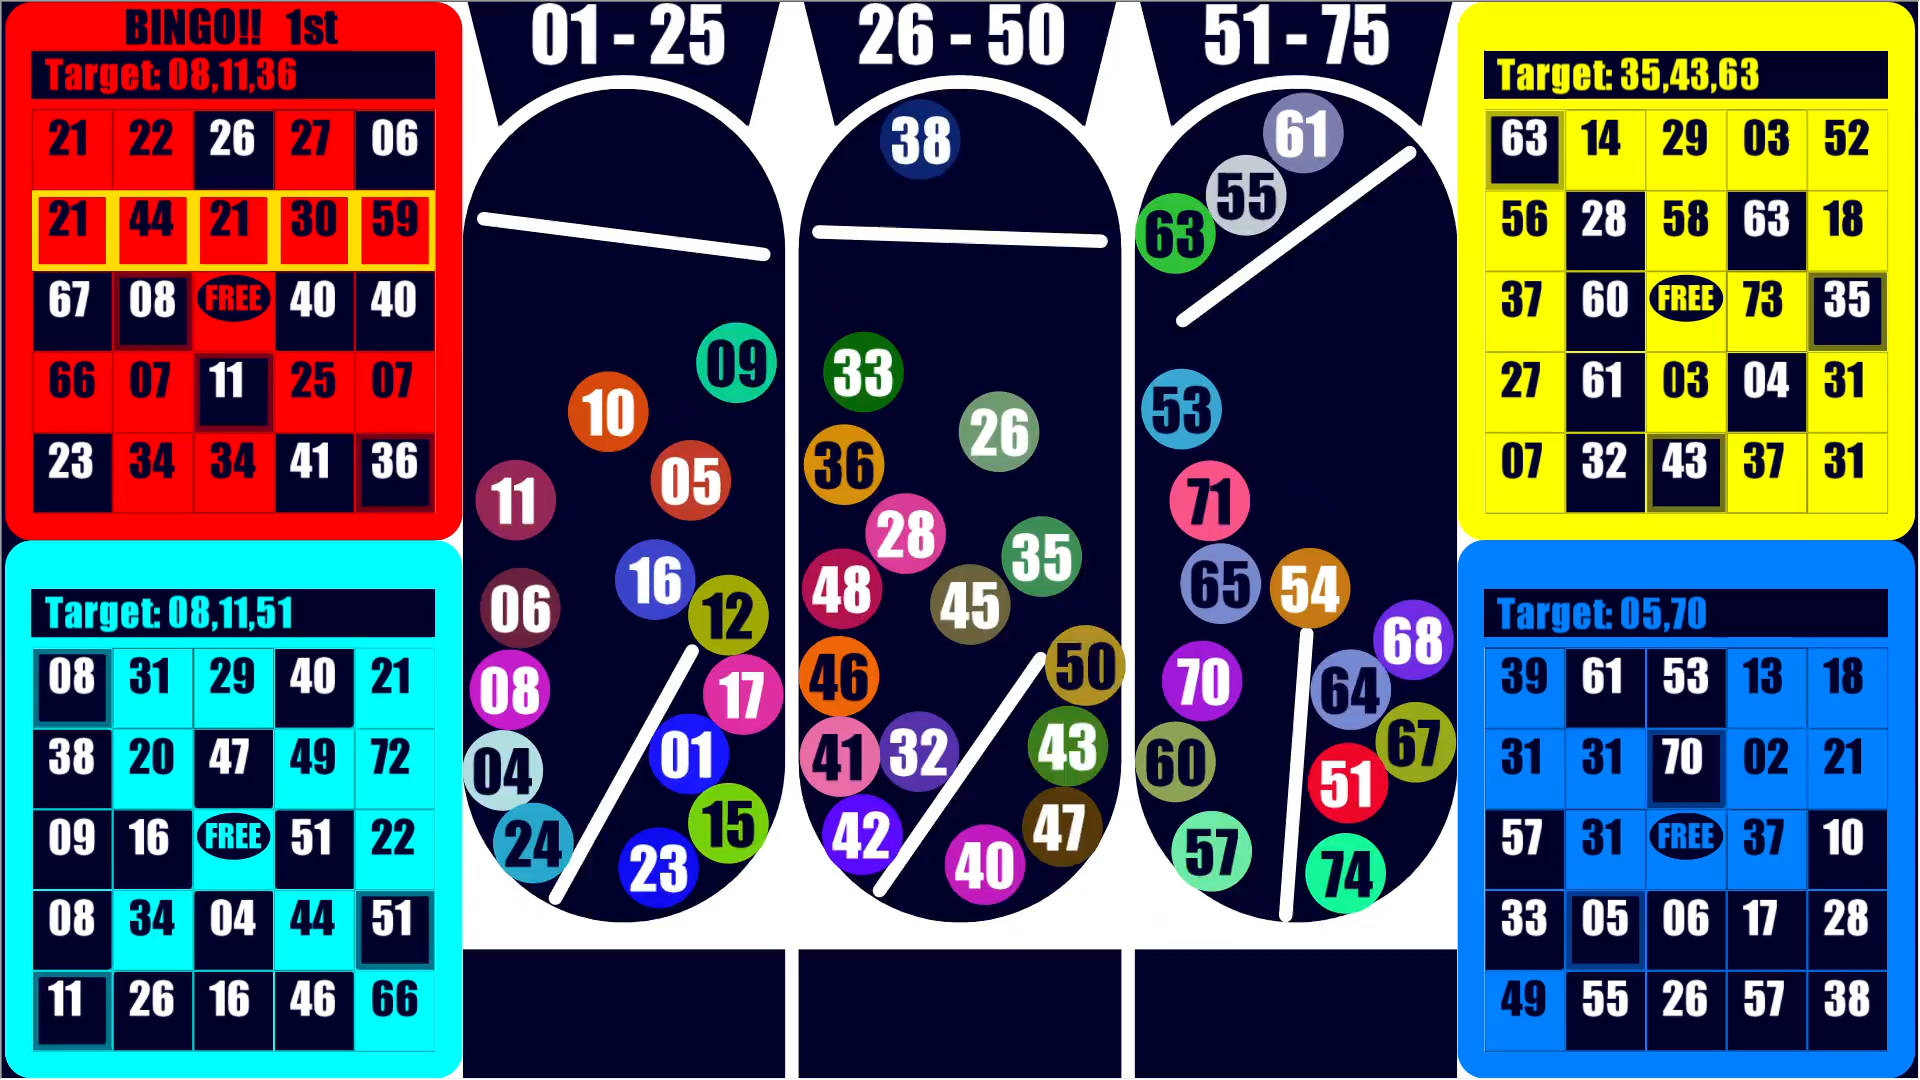 BINGO!! 1st
Target: 08,11,36
21 22 26 27 06
21 44 21 30 59
67 08 FREE 40 40
66 07 11 25 07
23 34 34 41 36
Target: 08,11,51
08 31 29 40 21
38 20 47 49 72
09 16 FREE 51 22
08 34 04 44 51
11 26 16 46 66
01 - 25
09
10
05
11
16
06
12
08
17
01
04
15
24
23
26 - 50
38
33
26
36
28
35
48
45
50
46
43
41 32
47
42
40
51 - 75
61
55
63
53
71
65 54
68
70
64
67
60
51
57
74
Target: 35,43,63
63 14 29 03 52
56 28 58 63 18
37 60 FREE 73 35
27 61 03 04 31
07 32 43 37 31
Target: 05,70
39 61 53 13 18
31 31 70 02 21
57 31 FREE 37 10
33 05 06 17 28
49 55 26 57 38